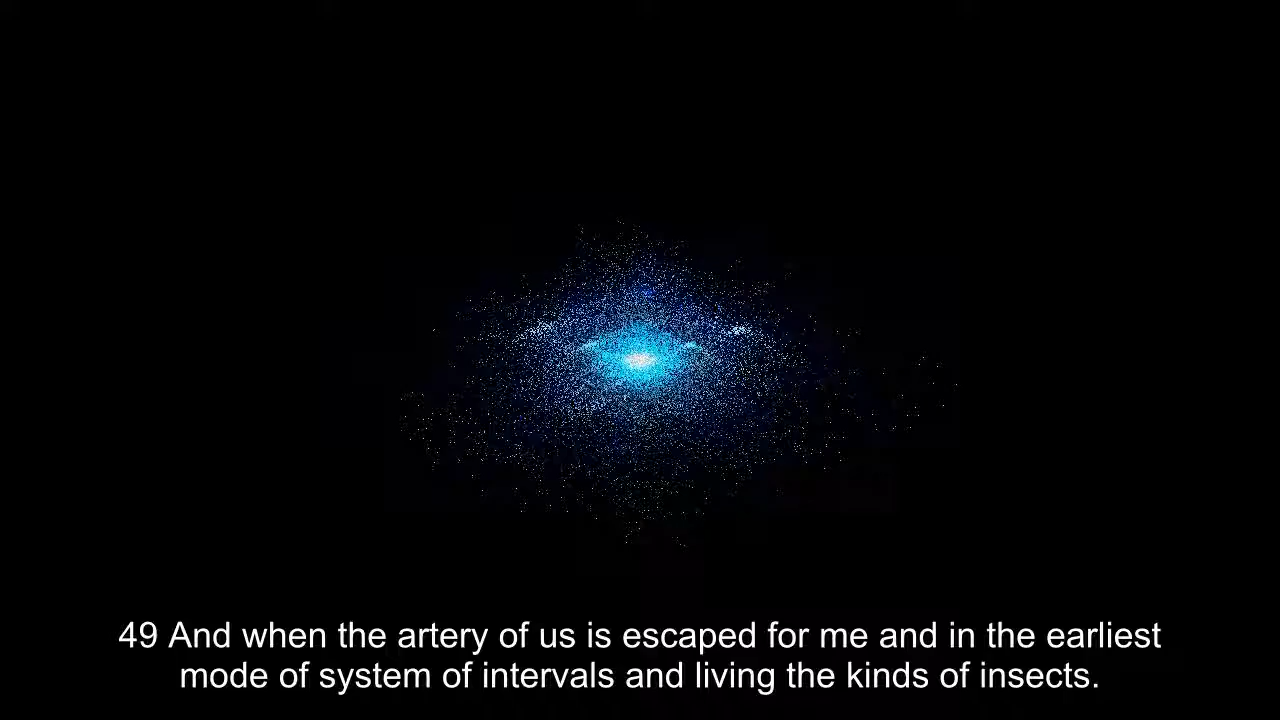 49 And when the artery of us is escaped for me and in the earliest
mode of system of intervals and living the kinds of insects.